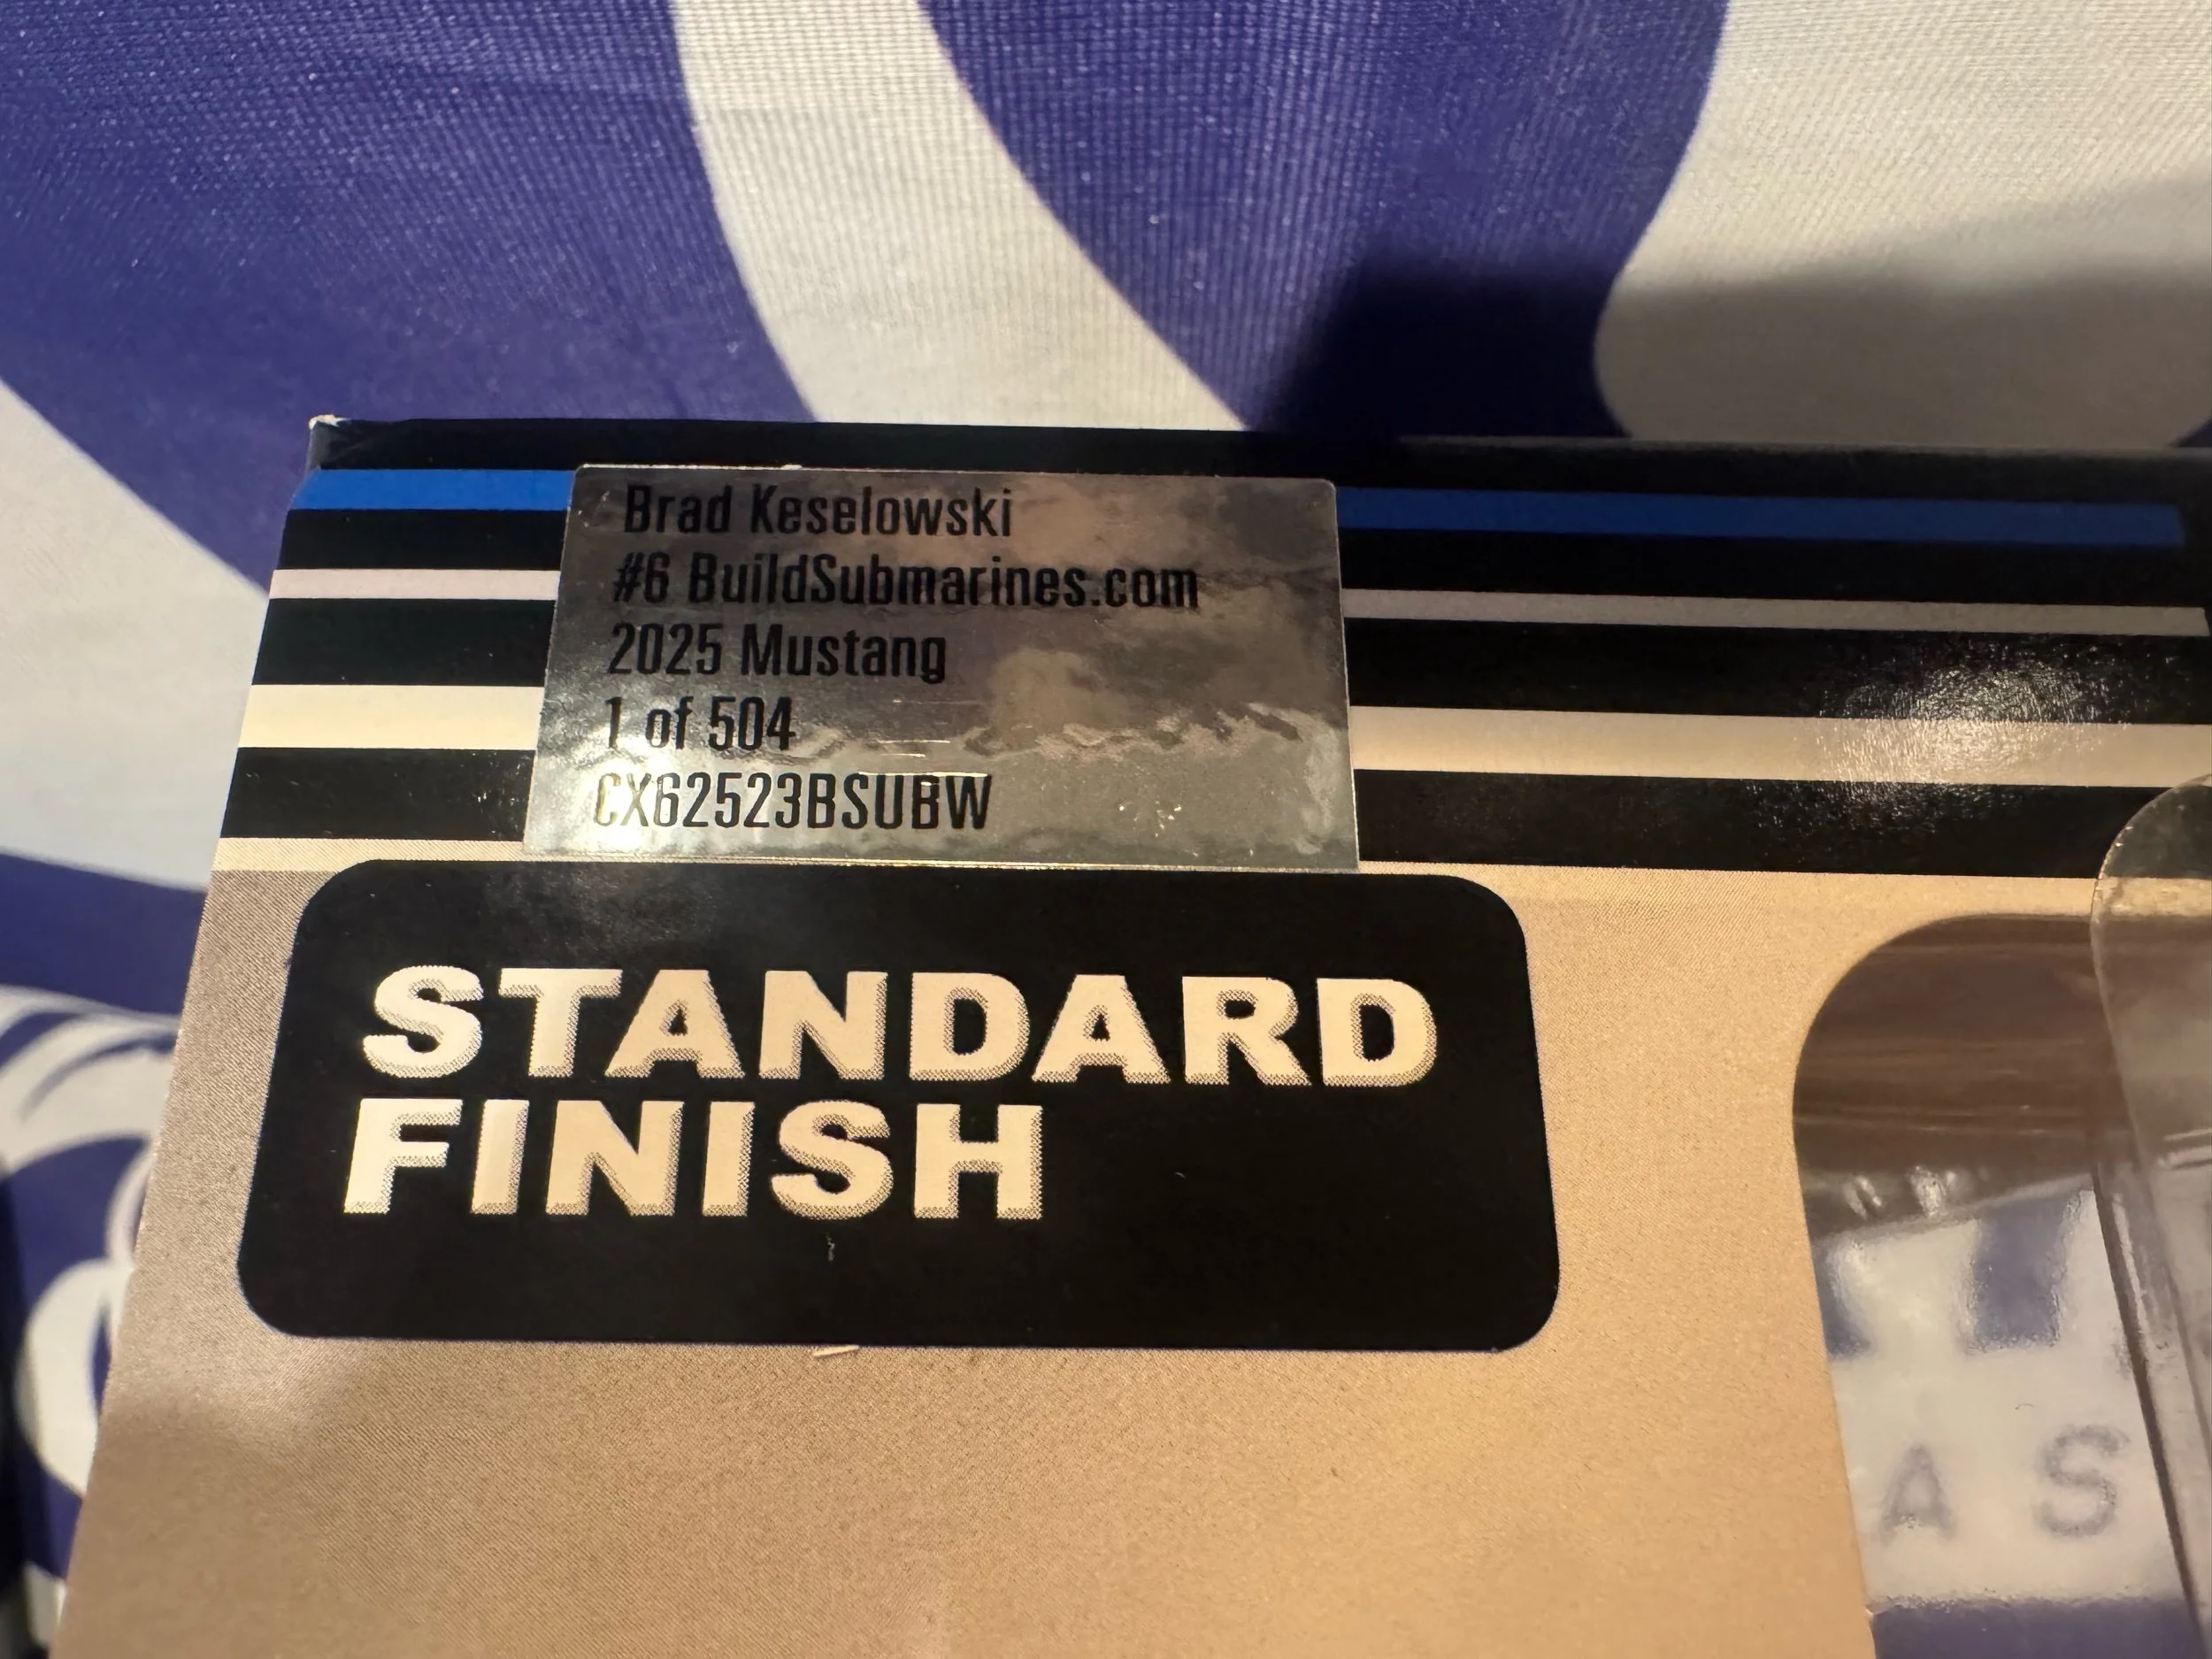 Brad Keselowski
#6 BuildSubmarines.com
2025 Mustang
1 of 504
CX62523BSUBW
STANDARD
FINISH
A S